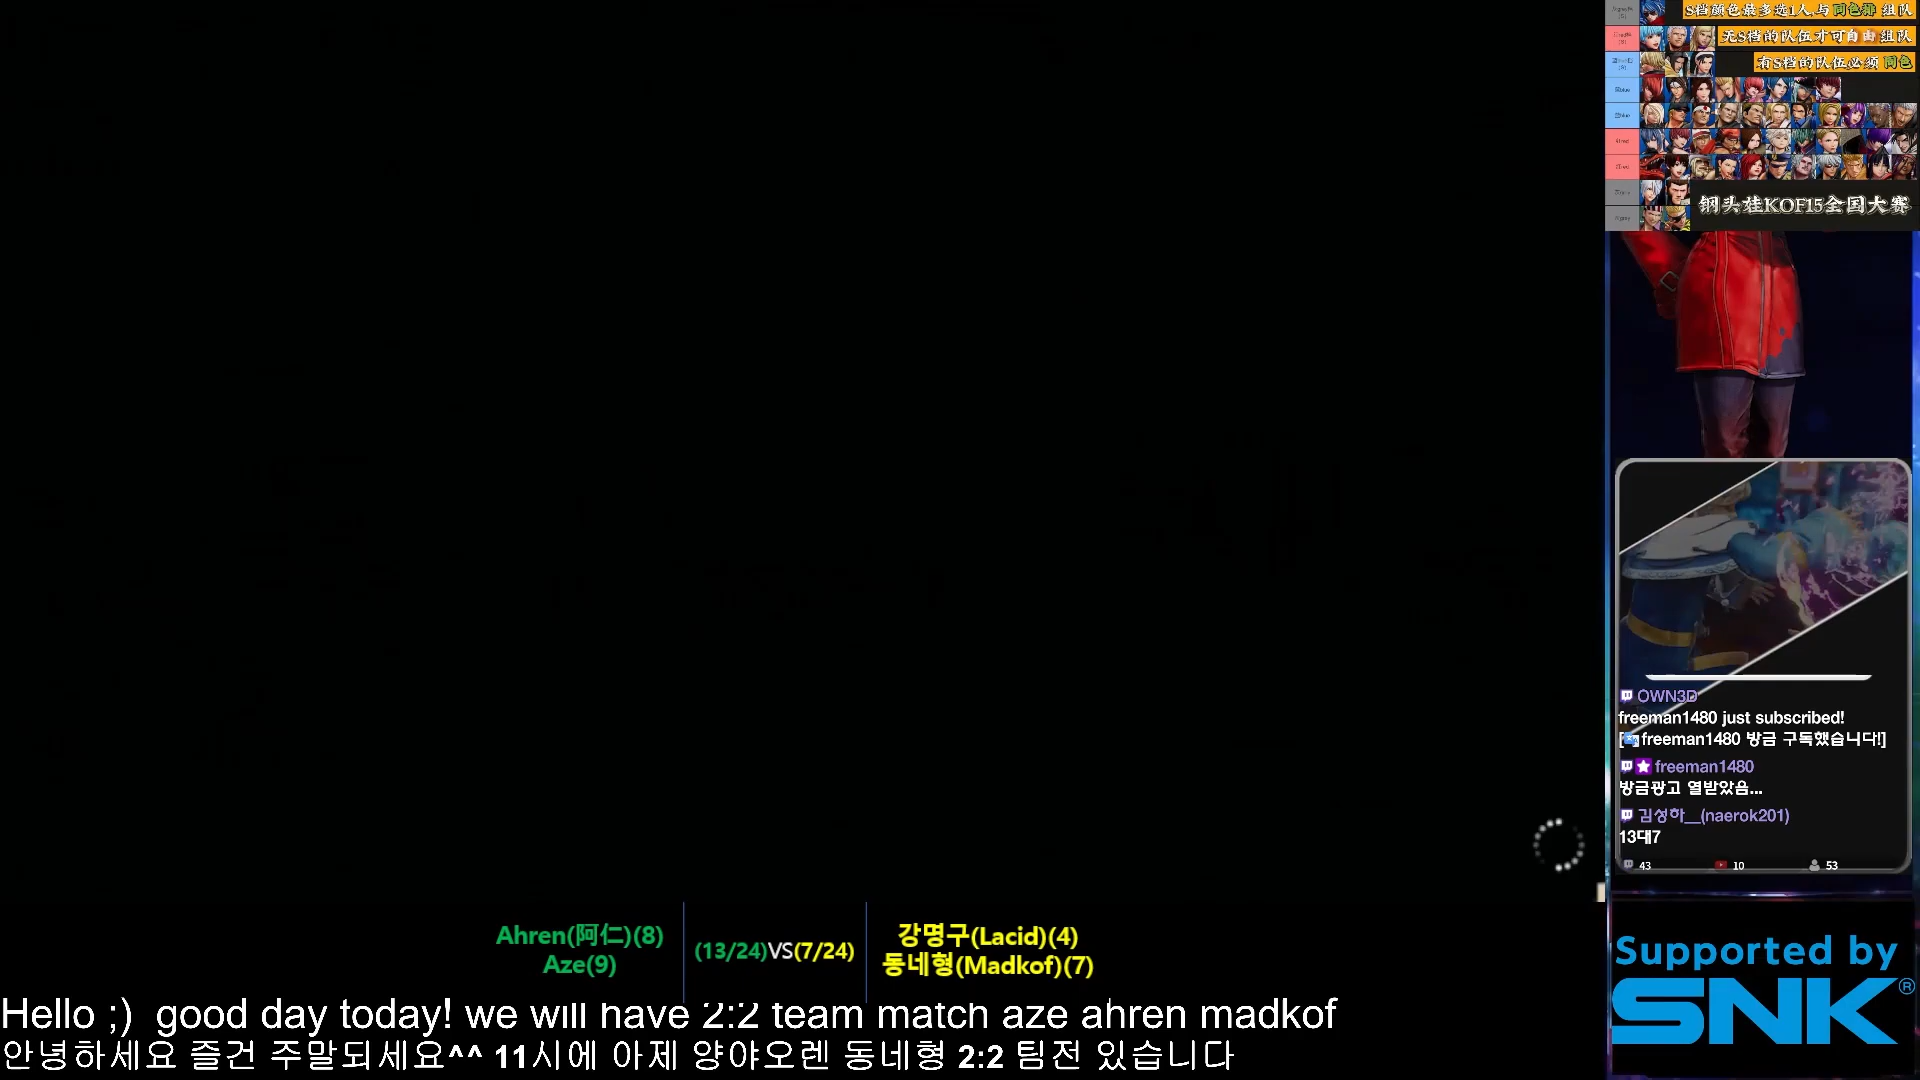 S档颜色最多选1人,与 同色混 组队
无S档的队伍才可自由组队
有S档的队伍必须 同色
钢头娃KOF15全国大赛
OWN3D
freeman1480 just subscribed!
[freeman1480 방금 구독했습니다!]
freeman1480
방금광고 열받았음...
김성하__(naerok201)
13대7
43 10 53
Ahren(阿仁)(8)
Aze(9)
(13/24)VS(7/24)
강명구(Lacid)(4)
동네형(Madkof)(7)
Supported by
SNK®
Hello ;) good day today! we will have 2:2 team match aze ahren madkof
안녕하세요 즐건 주말되세요^^ 11시에 아제 양야오렌 동네형 2:2 팀전 있습니다